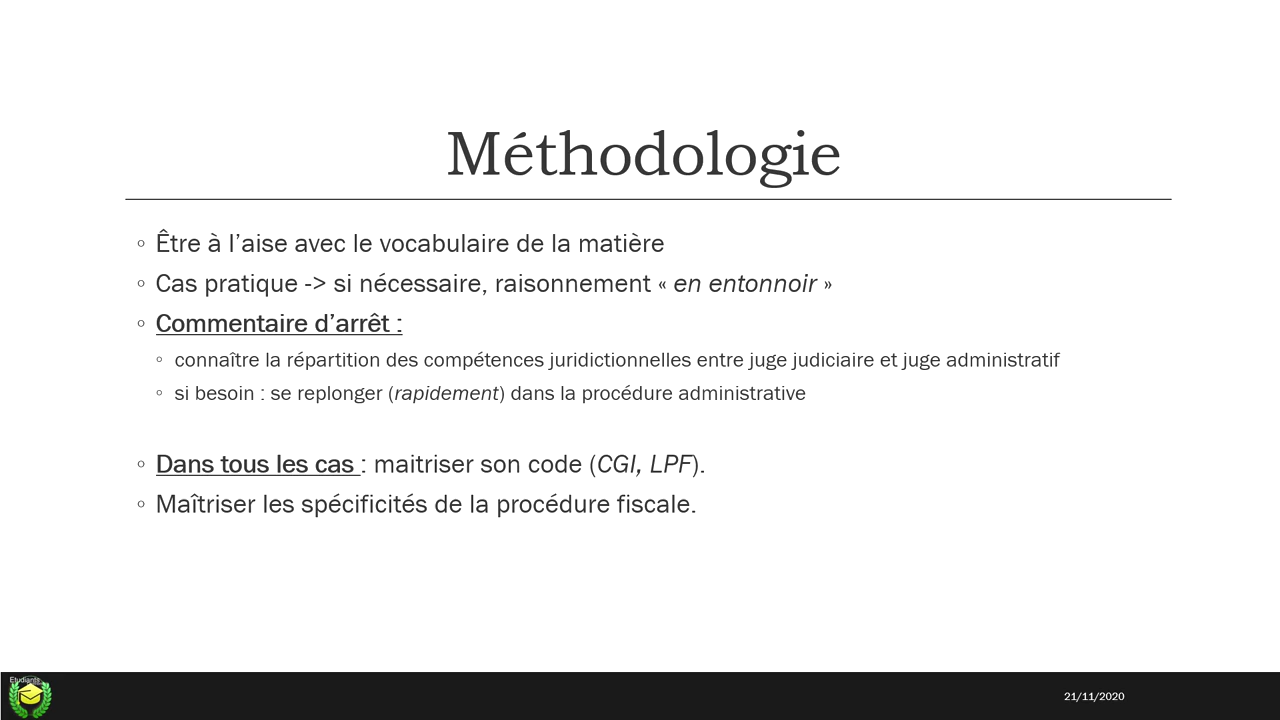 Méthodologie
◦ Être à l’aise avec le vocabulaire de la matière
◦ Cas pratique -> si nécessaire, raisonnement « en entonnoir »
◦ Commentaire d’arrêt :
◦ connaître la répartition des compétences juridictionnelles entre juge judiciaire et juge administratif
◦ si besoin : se replonger (rapidement) dans la procédure administrative
◦ Dans tous les cas : maitriser son code (CGI, LPF).
◦ Maîtriser les spécificités de la procédure fiscale.
Etudiants
21/11/2020